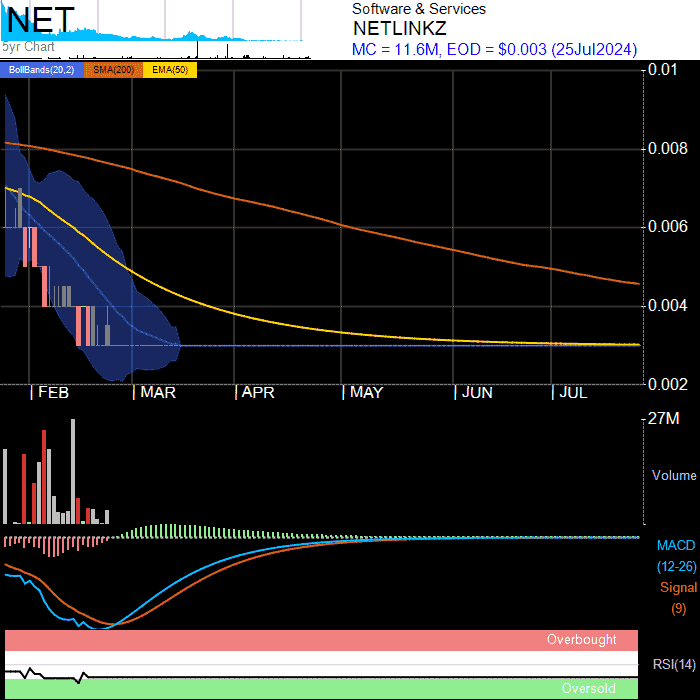 NET
5yr Chart
Software & Services
NETLINKZ
MC = 11.6M, EOD = $0.003 (25Jul2024)
BollBands(20,2) SMA(200) EMA(50)
0.01
0.008
0.006
0.004
0.002
FEB MAR APR MAY JUN JUL
27M
Volume
MACD
(12-26)
Signal
(9)
Overbought
RSI(14)
Oversold